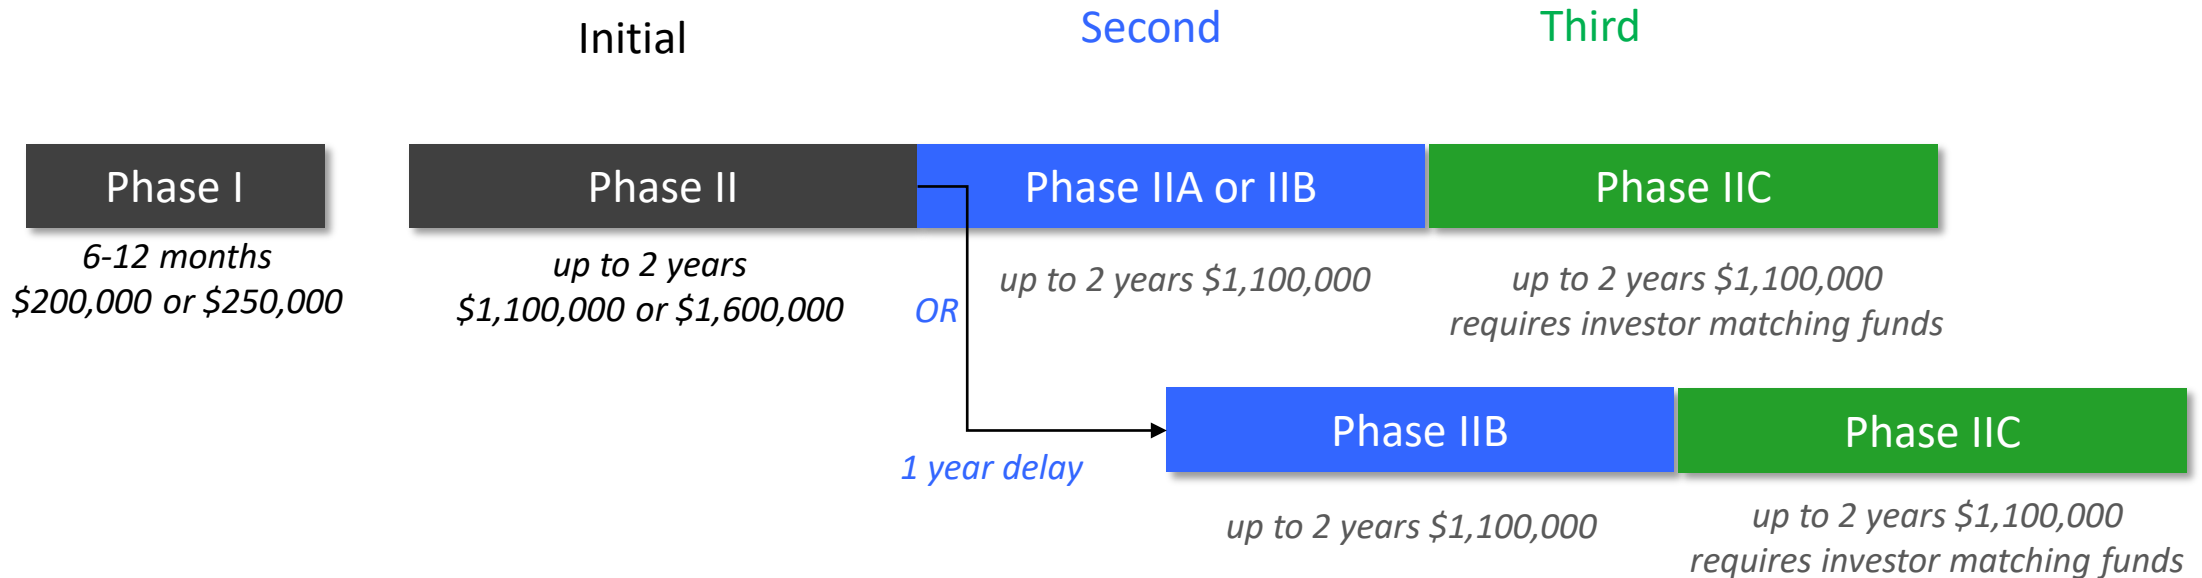 Initial
Second
Third
Phase I
Phase II
Phase IIA or IIB
Phase IIC
6-12 months
$200,000 or $250,000
up to 2 years
$1,100,000 or $1,600,000
OR
up to 2 years $1,100,000
up to 2 years $1,100,000
requires investor matching funds
1 year delay
Phase IIB
Phase IIC
up to 2 years $1,100,000
up to 2 years $1,100,000
requires investor matching funds